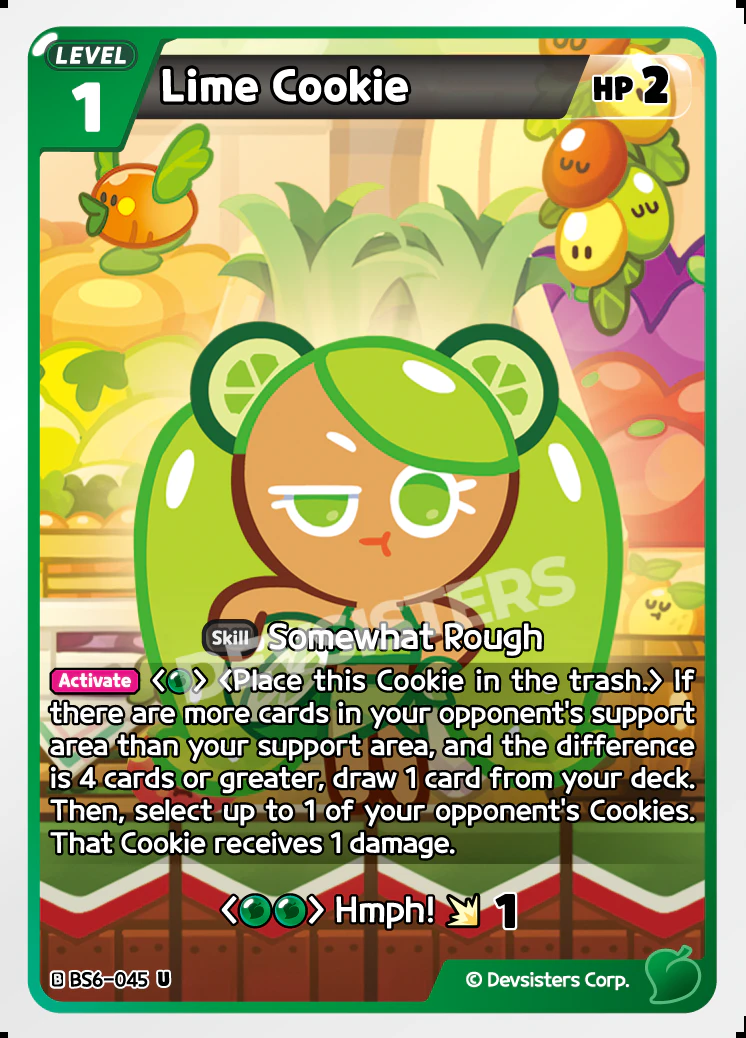 LEVEL
1
Lime Cookie
HP 2
DEVSISTERS
Skill Somewhat Rough
Activate < > <Place this Cookie in the trash.> If
there are more cards in your opponent's support
area than your support area, and the difference
is 4 cards or greater, draw 1 card from your deck.
Then, select up to 1 of your opponent's Cookies.
That Cookie receives 1 damage.
< > Hmph! 1
B BS6-045 U
© Devsisters Corp.